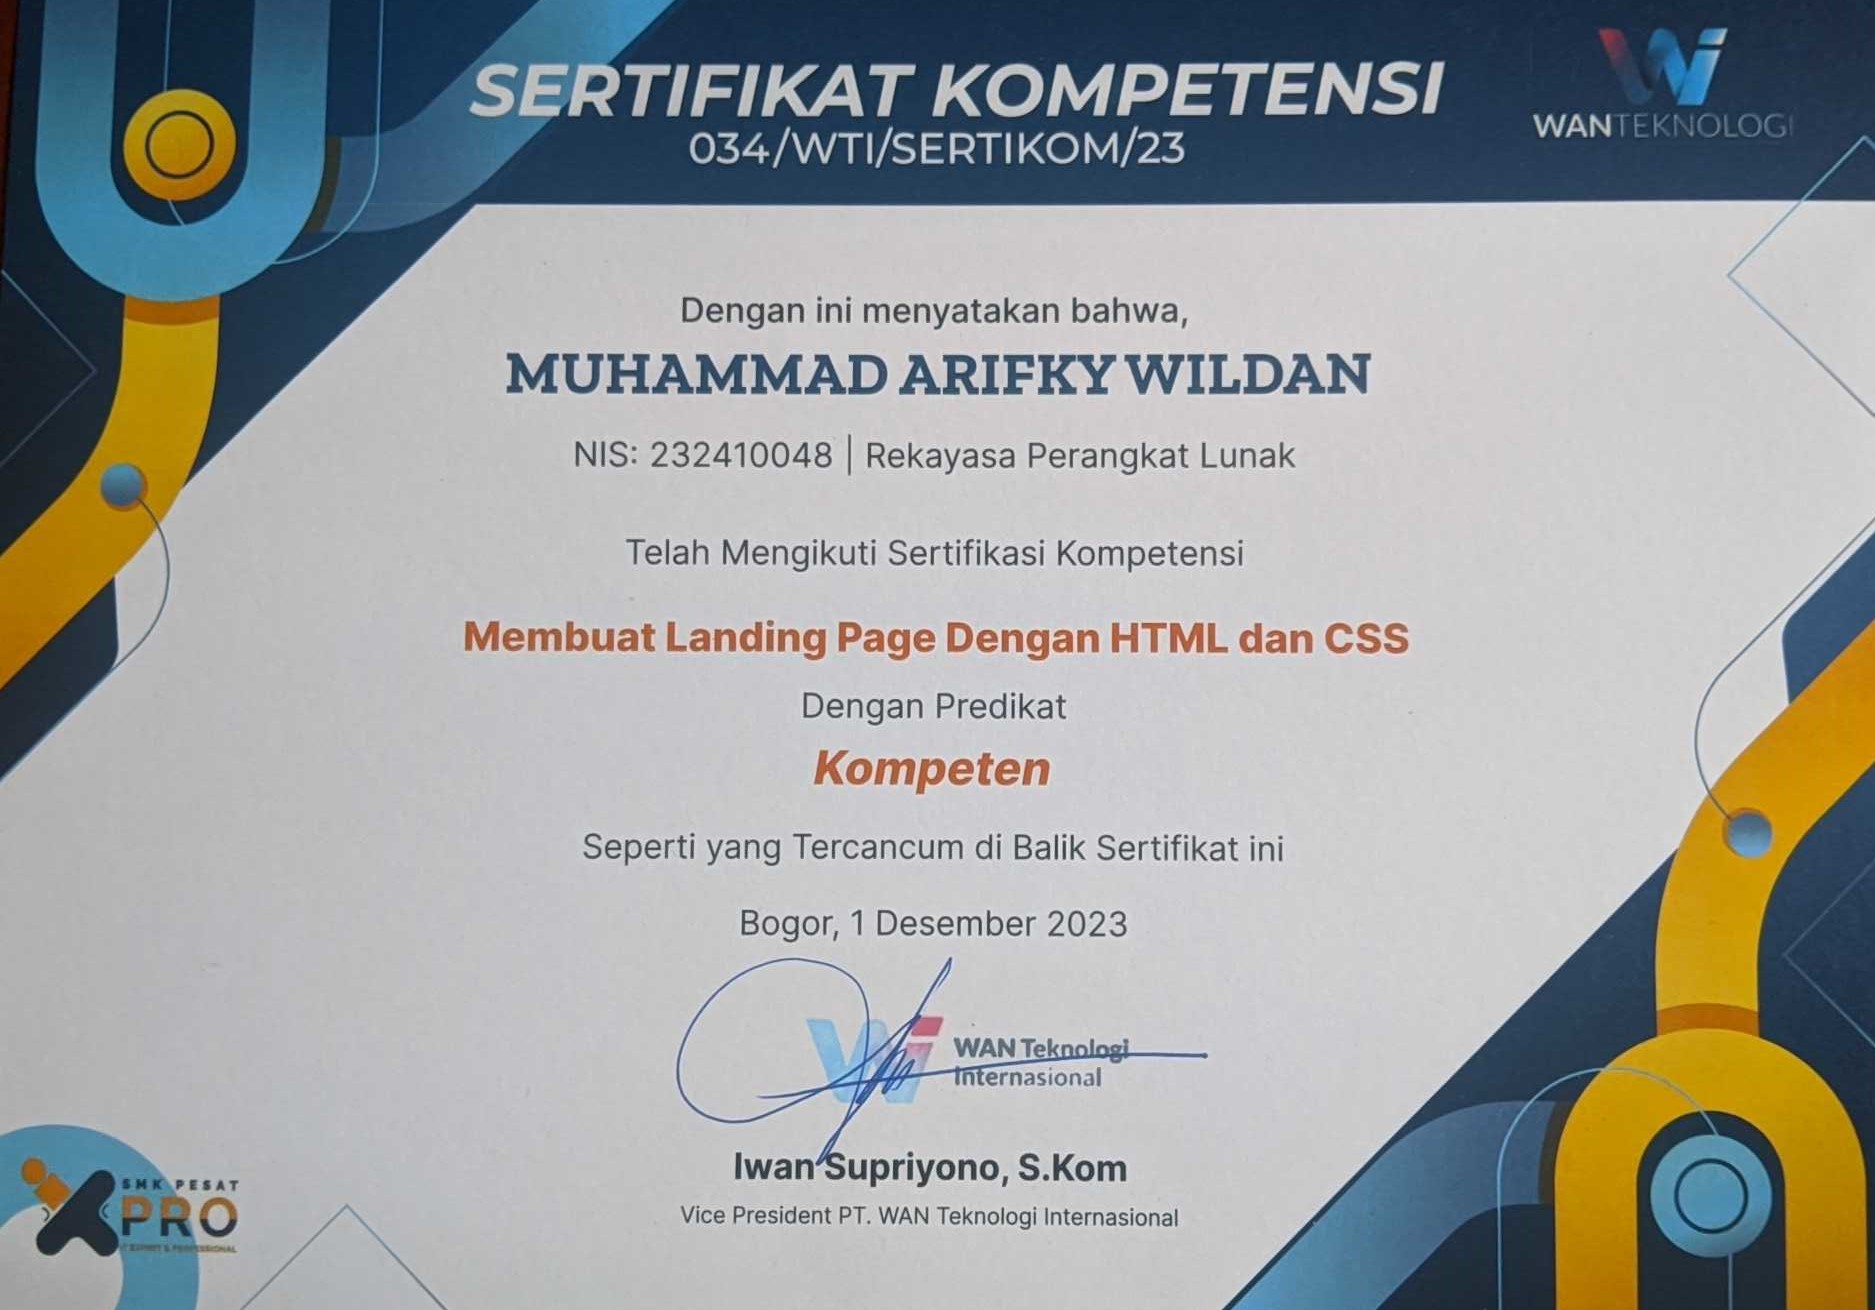 SERTIFIKAT KOMPETENSI
034/WTI/SERTIKOM/23
WANTEKNOLOGI
Dengan ini menyatakan bahwa,
MUHAMMAD ARIFKY WILDAN
NIS: 232410048 | Rekayasa Perangkat Lunak
Telah Mengikuti Sertifikasi Kompetensi
Membuat Landing Page Dengan HTML dan CSS
Dengan Predikat
Kompeten
Seperti yang Tercancum di Balik Sertifikat ini
Bogor, 1 Desember 2023
WAN Teknologi
Internasional
Iwan Supriyono, S.Kom
Vice President PT. WAN Teknologi Internasional
SMK PESAT
XPRO
IT EXPERT & PROFESSIONAL